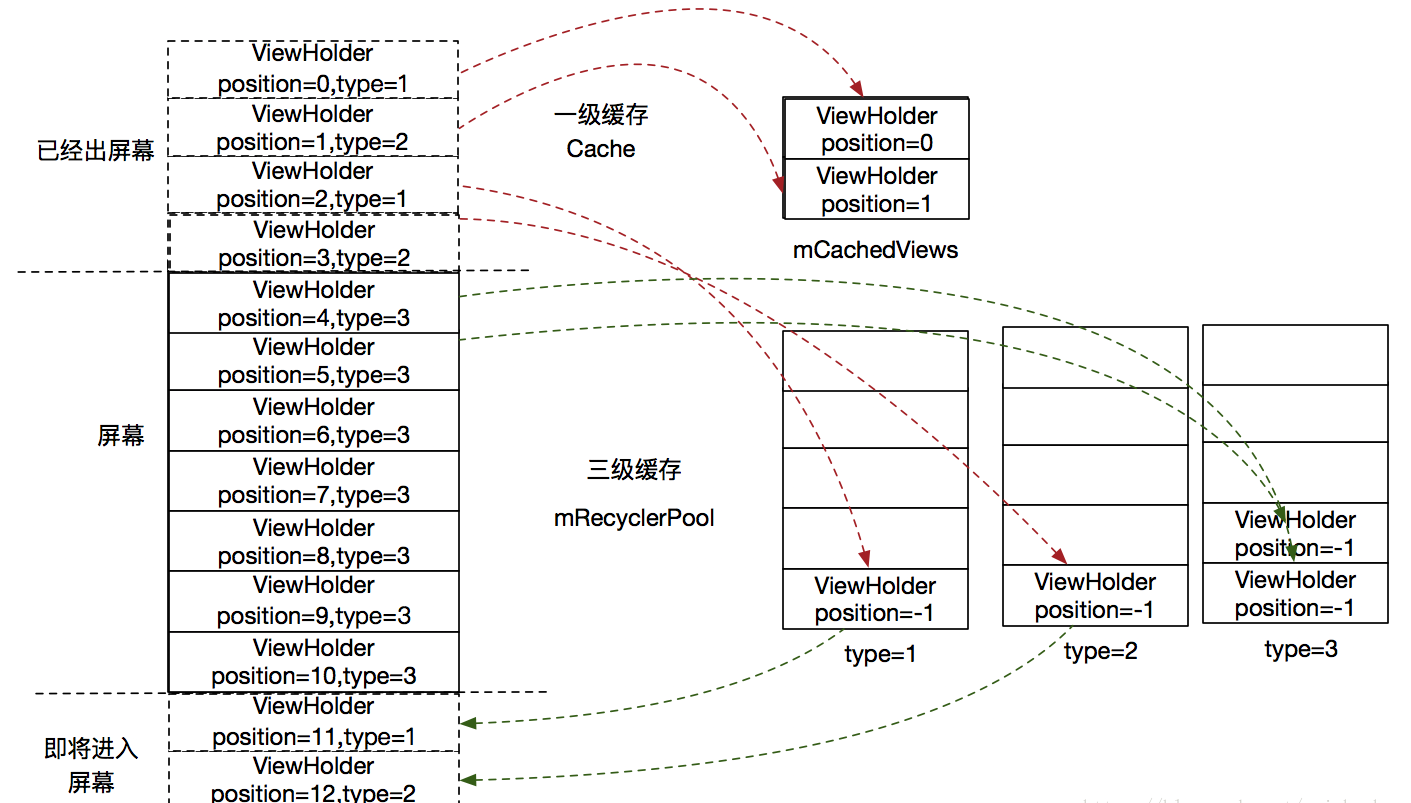 ViewHolder
position=0,type=1
ViewHolder
position=1,type=2
已经出屏幕
ViewHolder
position=2,type=1
ViewHolder
position=3,type=2
一级缓存
Cache
ViewHolder
position=0
ViewHolder
position=1
mCachedViews
ViewHolder
position=4,type=3
ViewHolder
position=5,type=3
屏幕
ViewHolder
position=6,type=3
ViewHolder
position=7,type=3
ViewHolder
position=8,type=3
ViewHolder
position=9,type=3
ViewHolder
position=10,type=3
三级缓存
mRecyclerPool
ViewHolder
position=-1
type=1
ViewHolder
position=-1
type=2
ViewHolder
position=-1
ViewHolder
position=-1
type=3
即将进入
屏幕
ViewHolder
position=11,type=1
ViewHolder
position=12,type=2